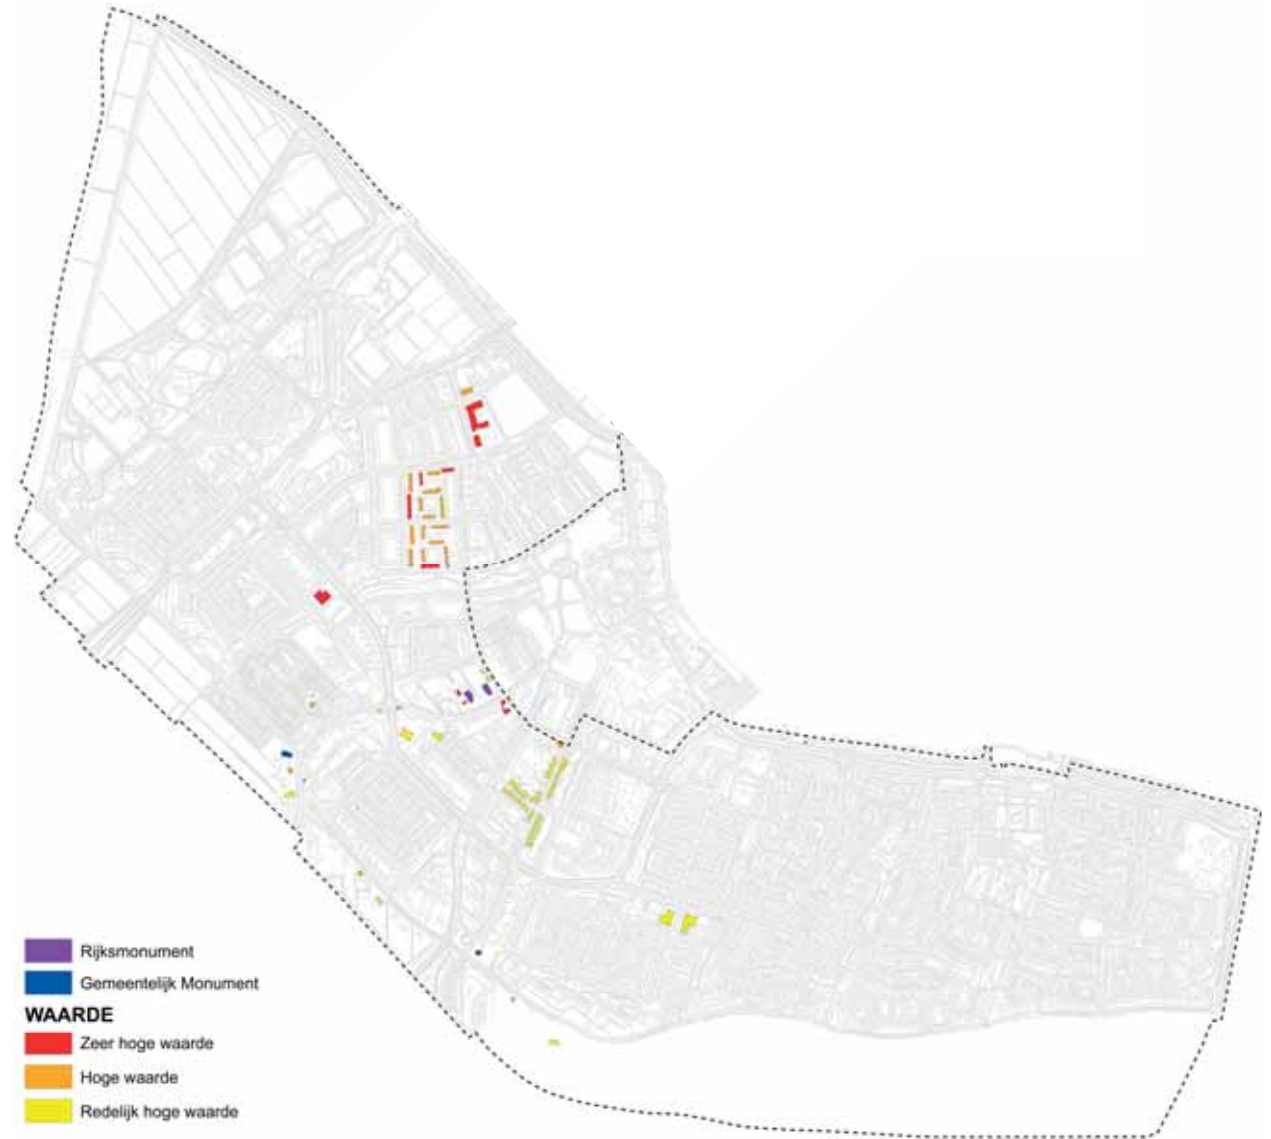 Rijksmonument
Gemeentelijk Monument
WAARDE
Zeer hoge waarde
Hoge waarde
Redelijk hoge waarde